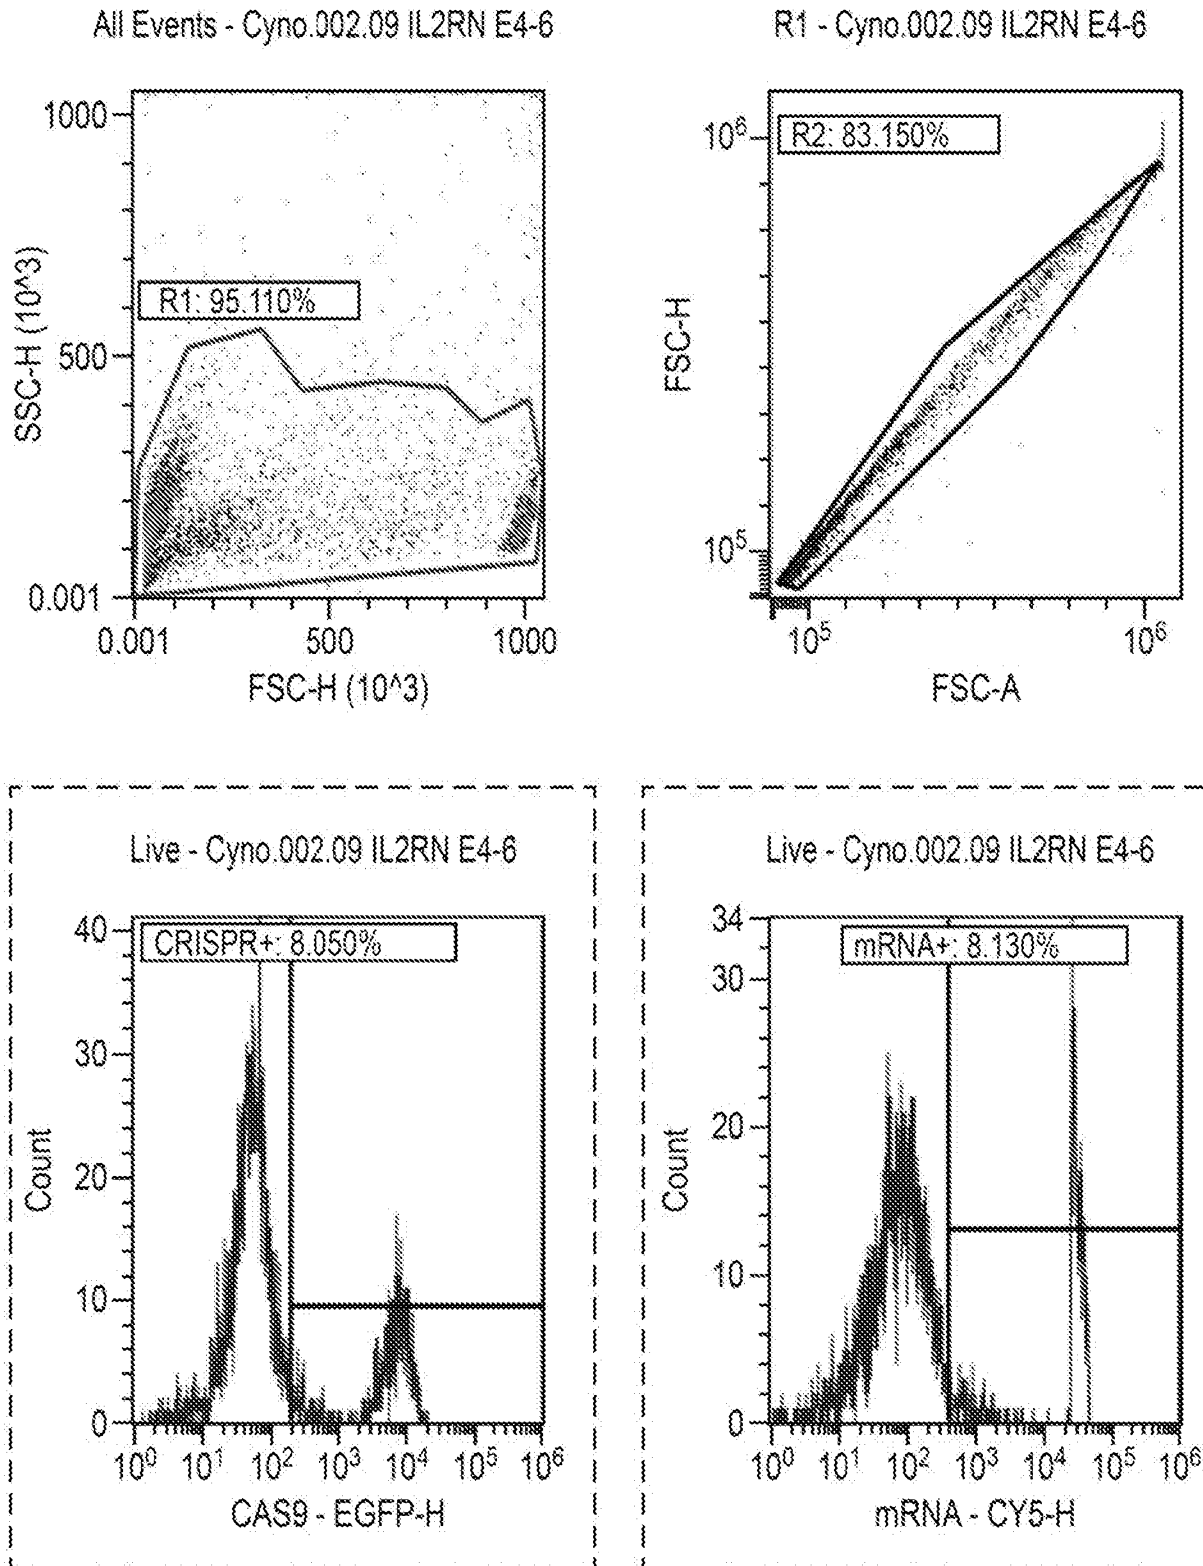 All Events - Cyno.002.09 IL2RN E4-6
1000
500
0.001
SSC-H (10^3)
R1: 95.110%
0.001 500 1000
FSC-H (10^3)
R1 - Cyno.002.09 IL2RN E4-6
10⁶
10⁵
FSC-H
R2: 83.150%
10⁵ 10⁶
FSC-A
Live - Cyno.002.09 IL2RN E4-6
40
30
20
10
0
Count
CRISPR+: 8.050%
10⁰ 10¹ 10² 10³ 10⁴ 10⁵ 10⁶
CAS9 - EGFP-H
Live - Cyno.002.09 IL2RN E4-6
34
30
20
10
0
Count
mRNA+: 8.130%
10⁰ 10¹ 10² 10³ 10⁴ 10⁵ 10⁶
mRNA - CY5-H